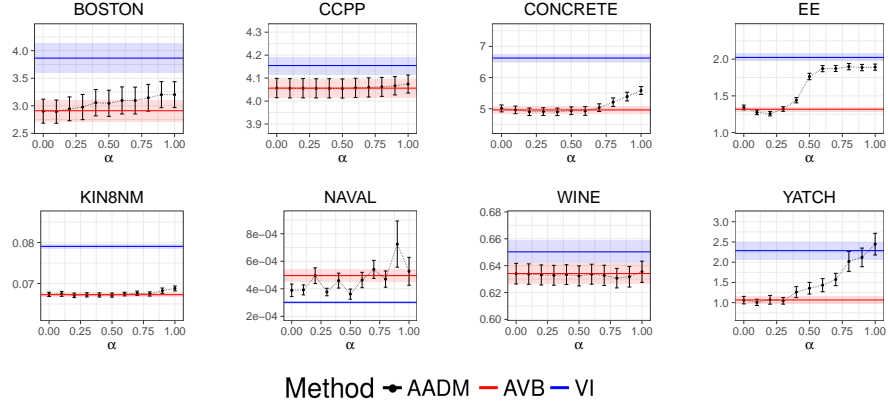 BOSTON CCPP CONCRETE EE
4.0
3.5
3.0
2.5
0.00 0.25 0.50 0.75 1.00
α
4.3
4.2
4.1
4.0
3.9
0.00 0.25 0.50 0.75 1.00
α
7
6
5
4
0.00 0.25 0.50 0.75 1.00
α
2.0
1.5
1.0
0.00 0.25 0.50 0.75 1.00
α
KIN8NM NAVAL WINE YATCH
0.08
0.07
0.00 0.25 0.50 0.75 1.00
α
8e−04
6e−04
4e−04
2e−04
0.00 0.25 0.50 0.75 1.00
α
0.68
0.66
0.64
0.62
0.60
0.00 0.25 0.50 0.75 1.00
α
3.0
2.5
2.0
1.5
1.0
0.00 0.25 0.50 0.75 1.00
α
Method AADM AVB VI